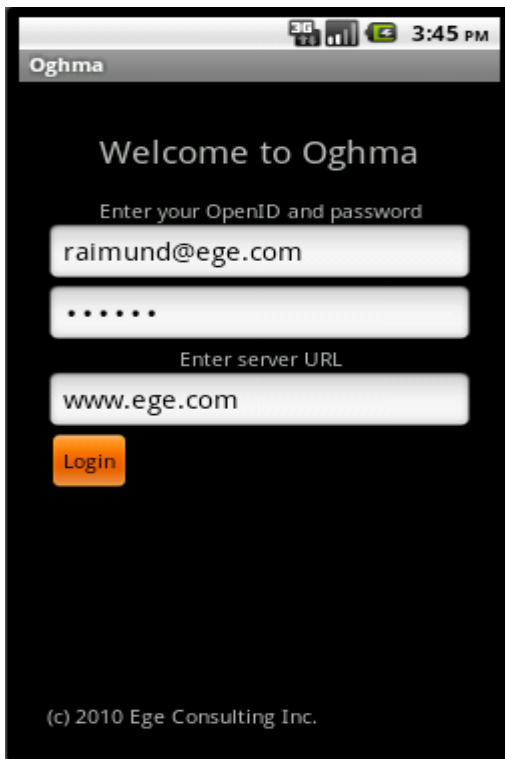 3G 3:45 PM
Oghma
Welcome to Oghma
Enter your OpenID and password
raimund@ege.com
••••••
Enter server URL
www.ege.com
Login
(c) 2010 Ege Consulting Inc.